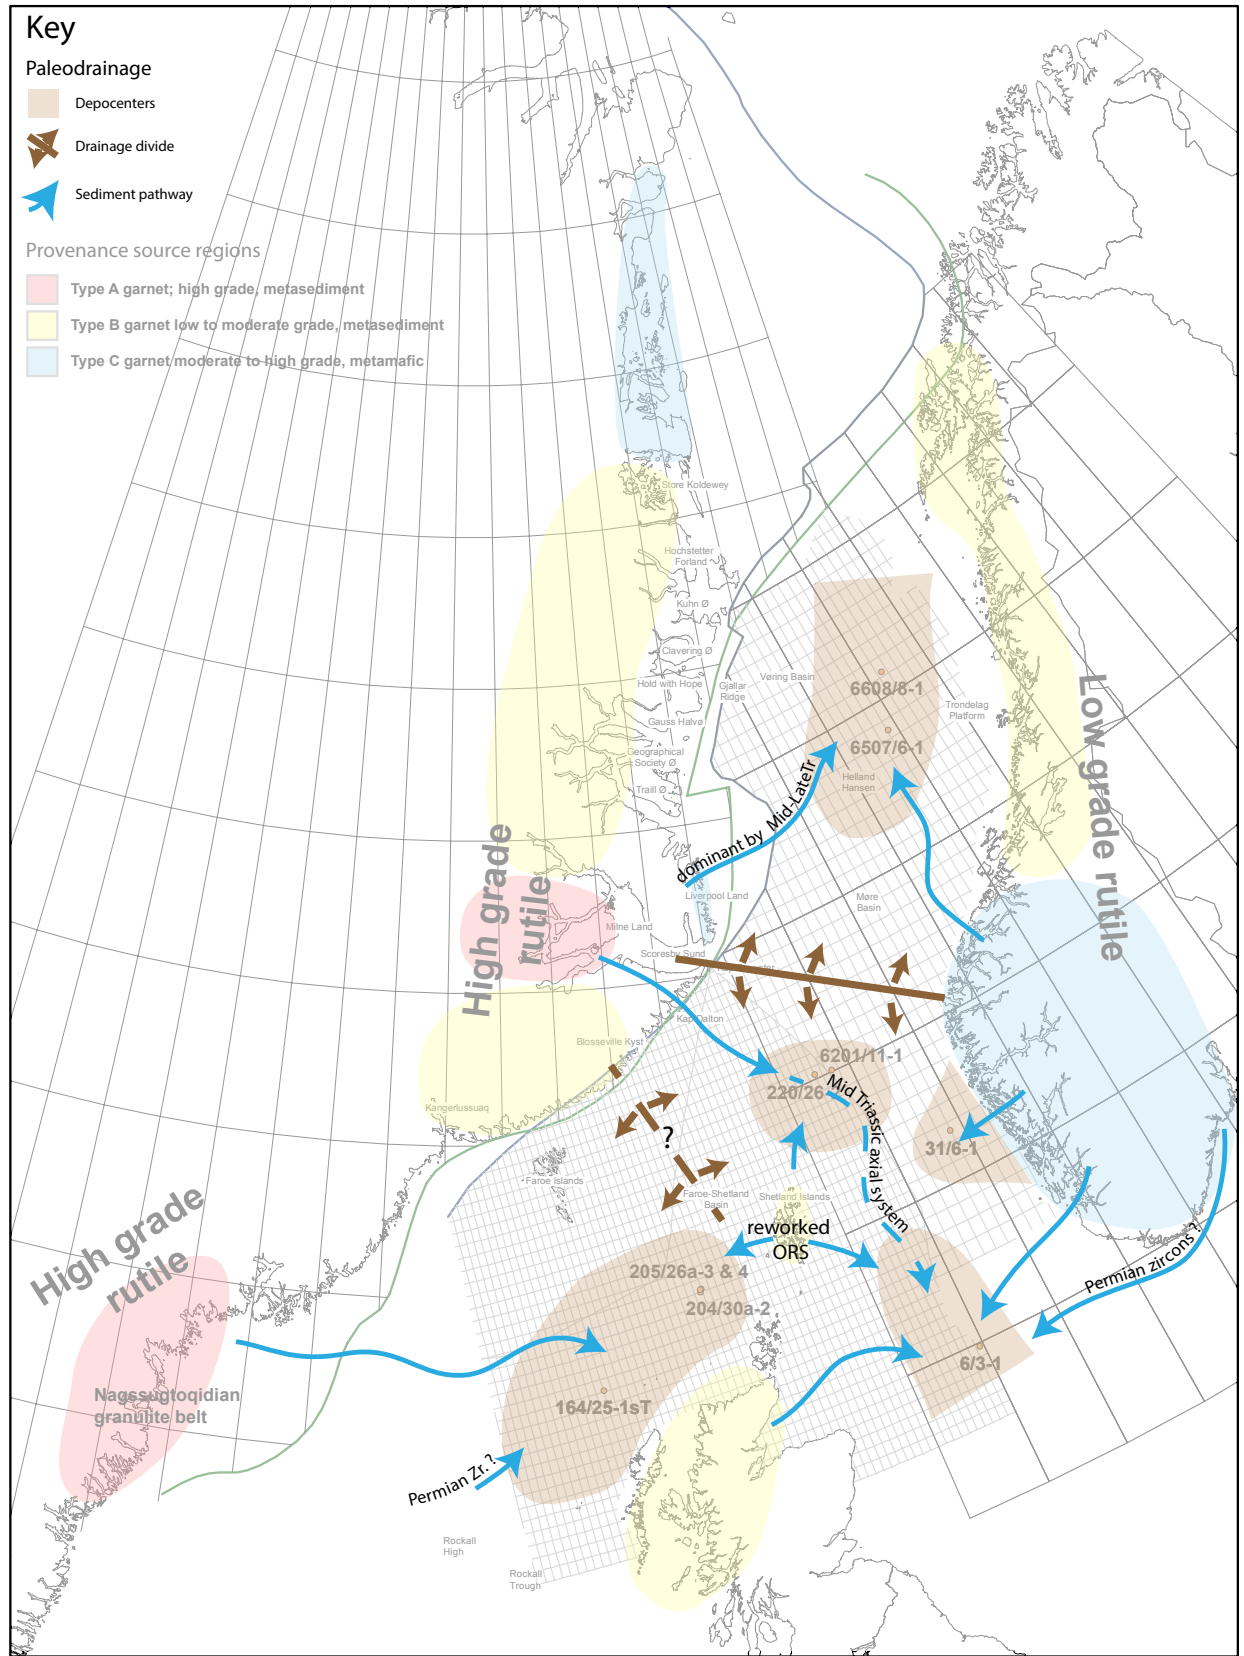 Key
Paleodrainage
Depocenters
Drainage divide
Sediment pathway
Provenance source regions
Type A garnet; high grade, metasediment
Type B garnet low to moderate grade, metasediment
Type C garnet moderate to high grade, metamafic
Store Koldewey
Hochstetter
Forland
Kuhn Ø
Clavering Ø
Hold with Hope
Gjallar
Ridge
Vøring Basin
6608/8-1
Trondelag
Platform
Gauss Halvø
6507/6-1
Geographical
Society Ø
Helland
Hansen
Traill Ø
dominant by Mid-LateTr
Low grade rutile
High grade
rutile
Liverpool Land
Møre
Basin
Milne Land
Scoresby Sund
Kap Dalton
Blosseville Kyst
6201/11-1
220/26
Mid Triassic axial system
Kangerlussuaq
?
31/6-1
Faroe Islands
Faroe-Shetland
Basin
Shetland Islands
High grade
rutile
reworked
ORS
Permian zircons ?
205/26a-3 & 4
204/30a-2
6/3-1
Nagssugtoqidian
granulite belt
164/25-1sT
Permian Zr.?
Rockall
High
Rockall
Trough